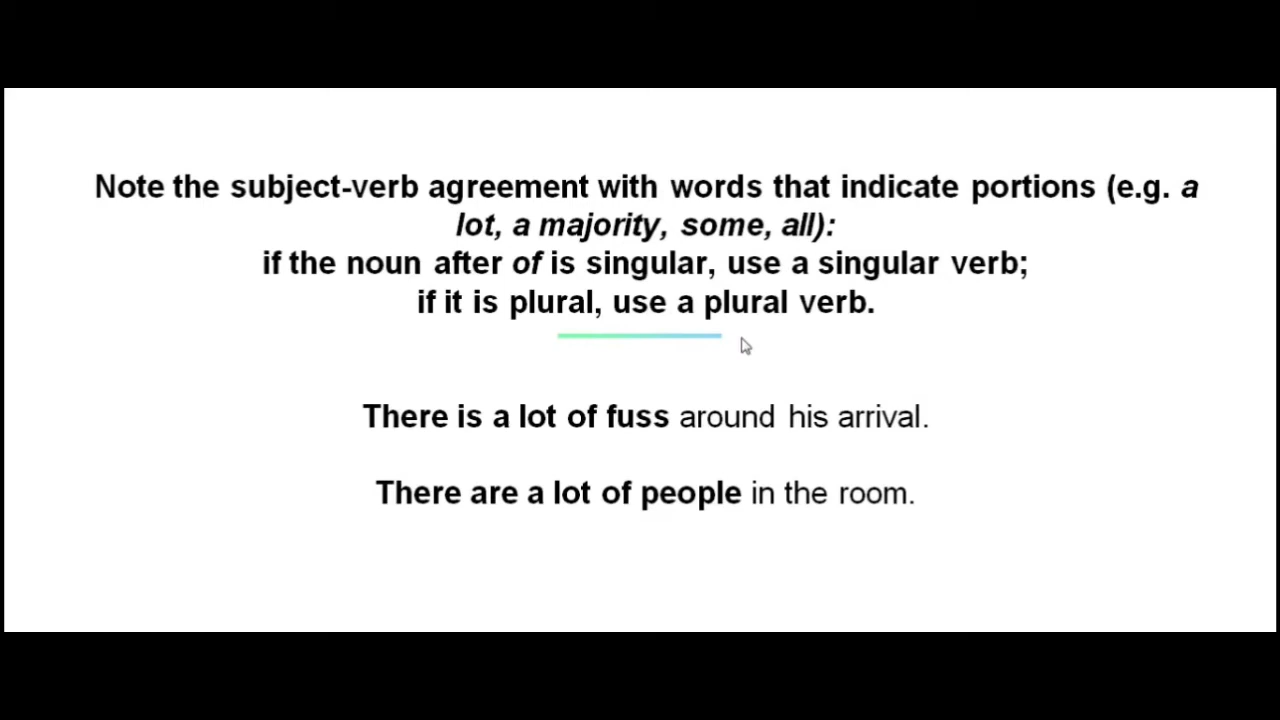 Note the subject-verb agreement with words that indicate portions (e.g. a
lot, a majority, some, all):
if the noun after of is singular, use a singular verb;
if it is plural, use a plural verb.
There is a lot of fuss around his arrival.
There are a lot of people in the room.